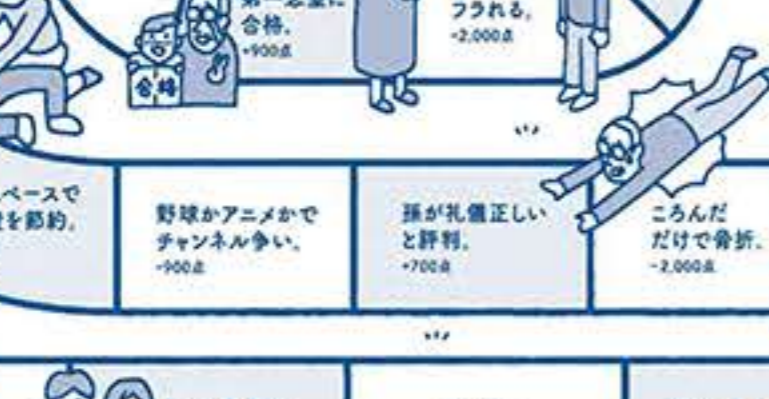 合格。
+900点
フラれる。
-2,000点
合格
ペースで
を節約。
野球かアニメかで
チャンネル争い。
-900点
孫が礼儀正しい
と評判。
+700点
ころんだ
だけで骨折。
-2,000点